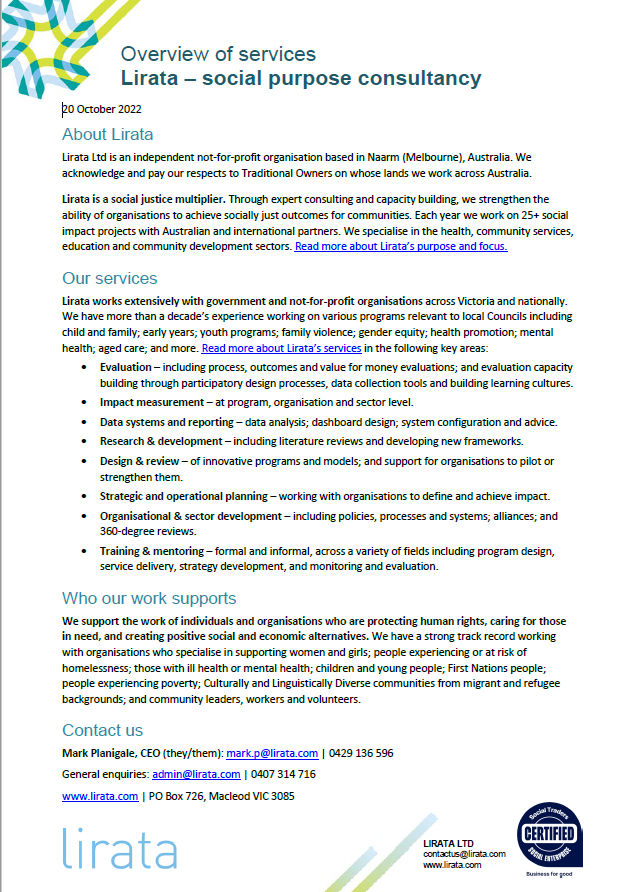 Overview of services
Lirata – social purpose consultancy
20 October 2022
About Lirata
Lirata Ltd is an independent not-for-profit organisation based in Naarm (Melbourne), Australia. We
acknowledge and pay our respects to Traditional Owners on whose lands we work across Australia.
Lirata is a social justice multiplier. Through expert consulting and capacity building, we strengthen the
ability of organisations to achieve socially just outcomes for communities. Each year we work on 25+ social
impact projects with Australian and international partners. We specialise in the health, community services,
education and community development sectors. Read more about Lirata's purpose and focus.
Our services
Lirata works extensively with government and not-for-profit organisations across Victoria and nationally.
We have more than a decade's experience working on various programs relevant to local Councils including
child and family; early years; youth programs; family violence; gender equity; health promotion; mental
health; aged care; and more. Read more about Lirata's services in the following key areas:
• Evaluation – including process, outcomes and value for money evaluations; and evaluation capacity
building through participatory design processes, data collection tools and building learning cultures.
• Impact measurement – at program, organisation and sector level.
• Data systems and reporting – data analysis; dashboard design; system configuration and advice.
• Research & development – including literature reviews and developing new frameworks.
• Design & review – of innovative programs and models; and support for organisations to pilot or
strengthen them.
• Strategic and operational planning – working with organisations to define and achieve impact.
• Organisational & sector development – including policies, processes and systems; alliances; and
360-degree reviews.
• Training & mentoring – formal and informal, across a variety of fields including program design,
service delivery, strategy development, and monitoring and evaluation.
Who our work supports
We support the work of individuals and organisations who are protecting human rights, caring for those
in need, and creating positive social and economic alternatives. We have a strong track record working
with organisations who specialise in supporting women and girls; people experiencing or at risk of
homelessness; those with ill health or mental health; children and young people; First Nations people;
people experiencing poverty; Culturally and Linguistically Diverse communities from migrant and refugee
backgrounds; and community leaders, workers and volunteers.
Contact us
Mark Planigale, CEO (they/them): mark.p@lirata.com | 0429 136 596
General enquiries: admin@lirata.com | 0407 314 716
www.lirata.com | PO Box 726, Macleod VIC 3085
lirata
LIRATA LTD
contactus@lirata.com
www.lirata.com
Social Traders
CERTIFIED
SOCIAL ENTERPRISE
Business for good